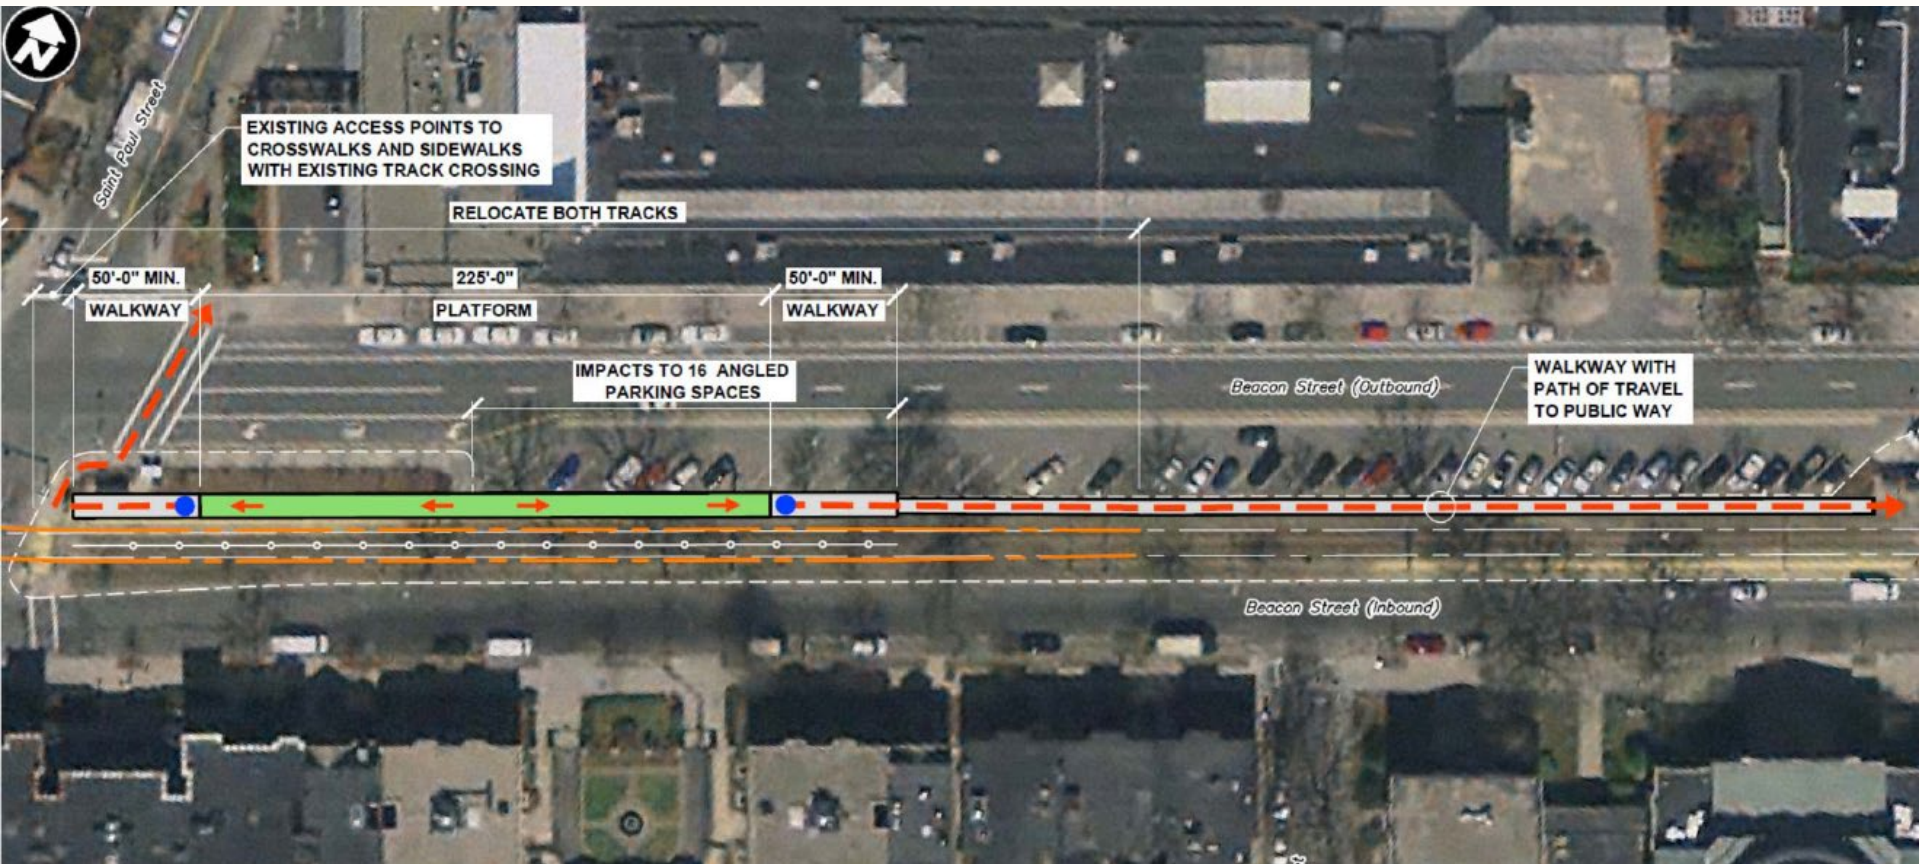 N
Saint Paul Street
EXISTING ACCESS POINTS TO
CROSSWALKS AND SIDEWALKS
WITH EXISTING TRACK CROSSING
RELOCATE BOTH TRACKS
50'-0" MIN.
WALKWAY
225'-0"
PLATFORM
50'-0" MIN.
WALKWAY
IMPACTS TO 16 ANGLED
PARKING SPACES
Beacon Street (Outbound)
WALKWAY WITH
PATH OF TRAVEL
TO PUBLIC WAY
Beacon Street (Inbound)